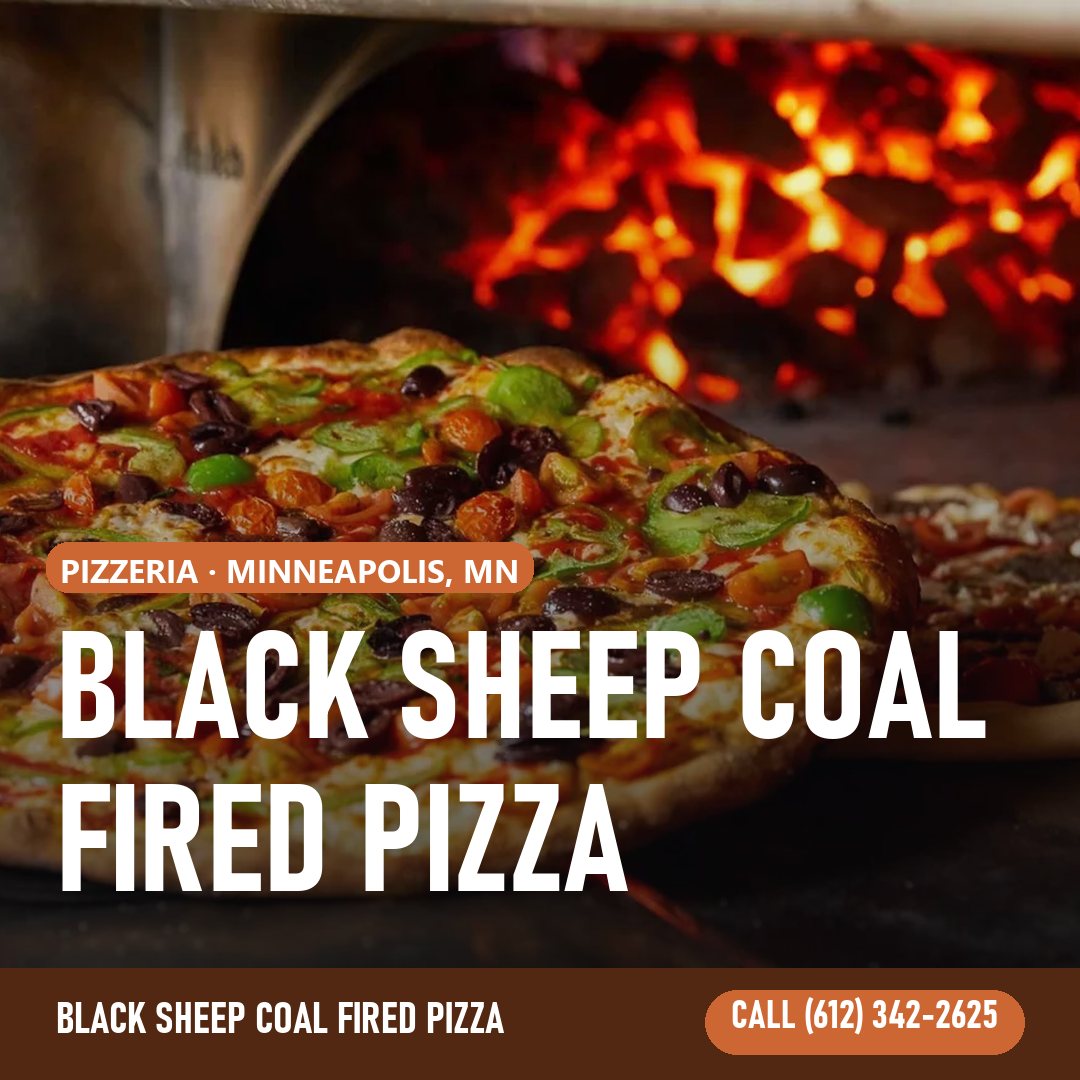 PIZZERIA · MINNEAPOLIS, MN
BLACK SHEEP COAL
FIRED PIZZA
BLACK SHEEP COAL FIRED PIZZA
CALL (612) 342-2625